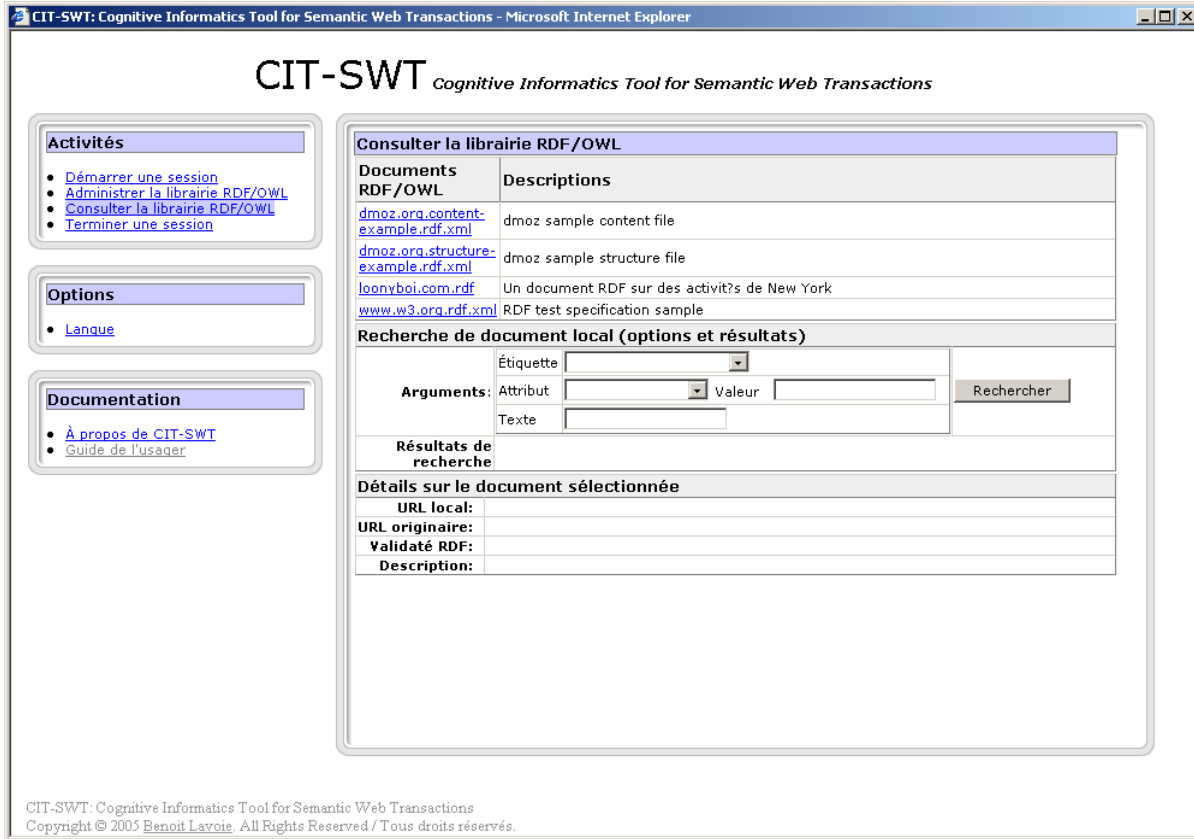 CIT-SWT: Cognitive Informatics Tool for Semantic Web Transactions - Microsoft Internet Explorer
CIT-SWT Cognitive Informatics Tool for Semantic Web Transactions
Activités
Démarrer une session
Administrer la librairie RDF/OWL
Consulter la librairie RDF/OWL
Terminer une session
Options
Langue
Documentation
À propos de CIT-SWT
Guide de l'usager
Consulter la librairie RDF/OWL
Documents RDF/OWL
Descriptions
dmoz.org.content-
example.rdf.xml
dmoz sample content file
dmoz.org.structure-
example.rdf.xml
dmoz sample structure file
loonyboi.com.rdf Un document RDF sur des activit?s de New York
www.w3.org.rdf.xml RDF test specification sample
Recherche de document local (options et résultats)
Arguments:
Étiquette
Attribut Valeur
Texte
Rechercher
Résultats de
recherche
Détails sur le document sélectionnée
URL local:
URL originaire:
Validaté RDF:
Description:
CIT-SWT: Cognitive Informatics Tool for Semantic Web Transactions
Copyright © 2005 Benoit Lavoie. All Rights Reserved / Tous droits réservés.